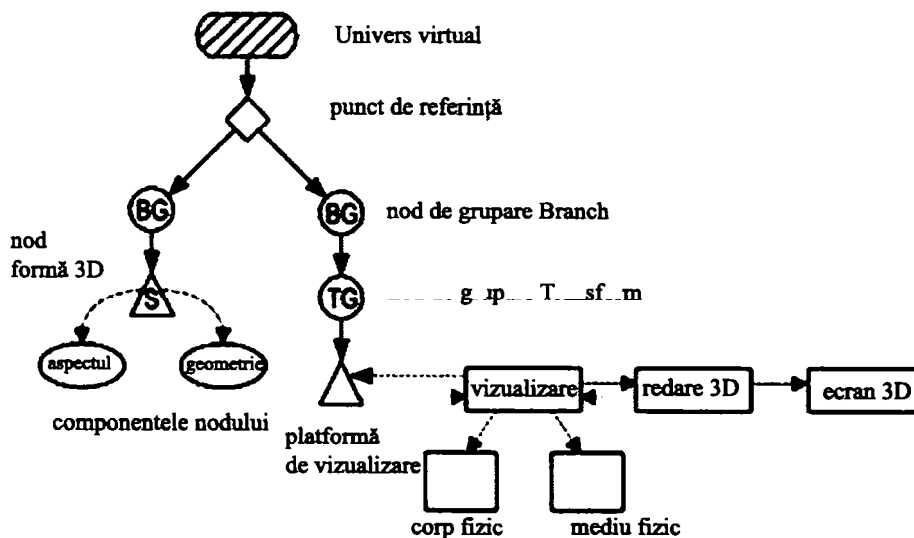 Univers virtual
punct de referință
BG
BG
nod de grupare Branch
nod
formă 3D
S
TG
aspectul
geometrie
vizualizare
redare 3D
ecran 3D
componentele nodului
platformă
de vizualizare
corp fizic
mediu fizic